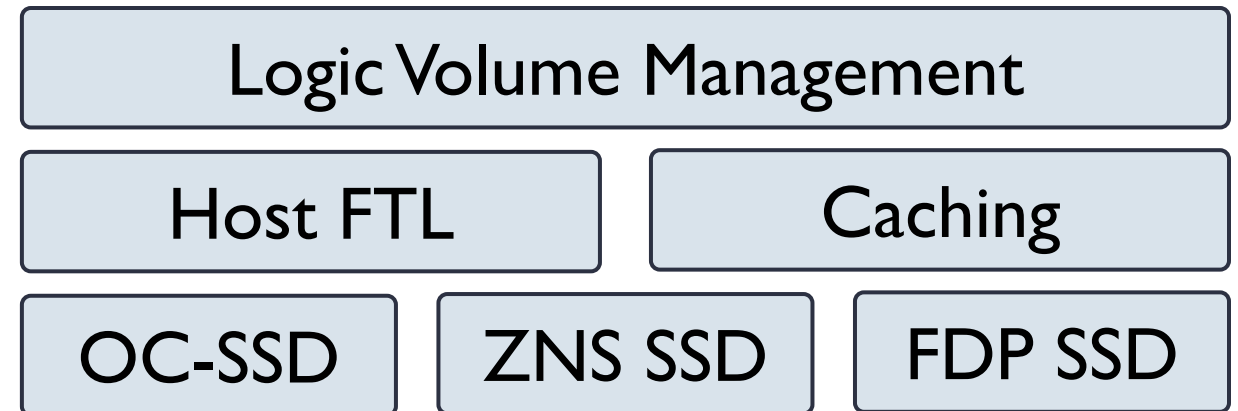 Logic Volume Management
Host FTL
Caching
OC-SSD
ZNS SSD
FDP SSD